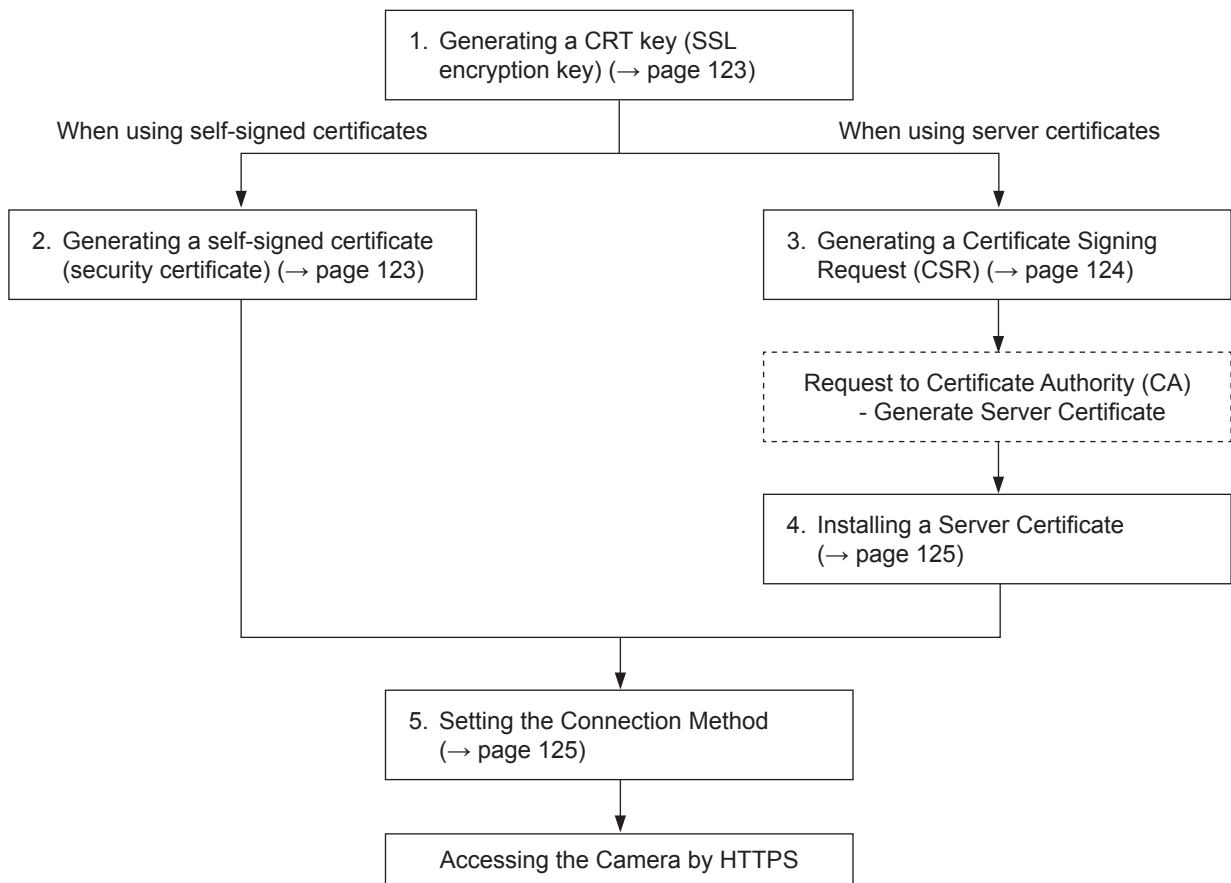 1. Generating a CRT key (SSL
encryption key) (→ page 123)
When using self-signed certificates
When using server certificates
2. Generating a self-signed certificate
(security certificate) (→ page 123)
3. Generating a Certificate Signing
Request (CSR) (→ page 124)
Request to Certificate Authority (CA)
- Generate Server Certificate
4. Installing a Server Certificate
(→ page 125)
5. Setting the Connection Method
(→ page 125)
Accessing the Camera by HTTPS